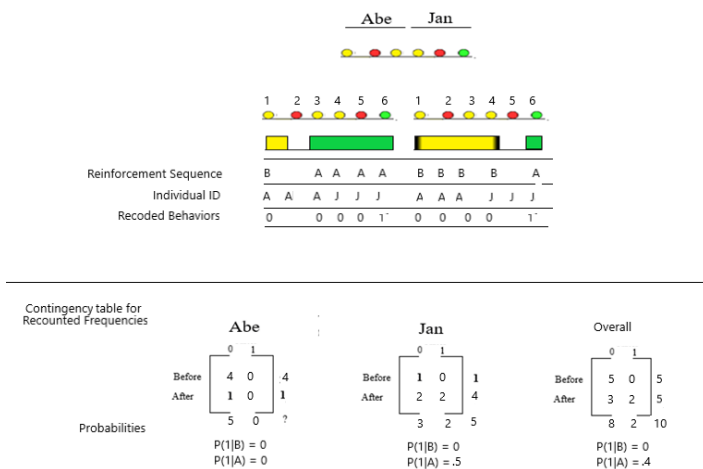 Abe Jan
1 2 3 4 5 6 1 2 3 4 5 6
Reinforcement Sequence B A A A A B B B B A
Individual ID A A A J J J A A A J J J
Recoded Behaviors 0 0 0 0 1 0 0 0 0 1
Contingency table for
Recounted Frequencies
Abe Jan Overall
0 1 0 1 0 1
Before 4 0 4 Before 1 0 1 Before 5 0 5
After 1 0 1 After 2 2 4 After 3 2 5
5 0 ? 3 2 5 8 2 10
Probabilities
P(1|B) = 0 P(1|B) = 0 P(1|B) = 0
P(1|A) = 0 P(1|A) = .5 P(1|A) = .4